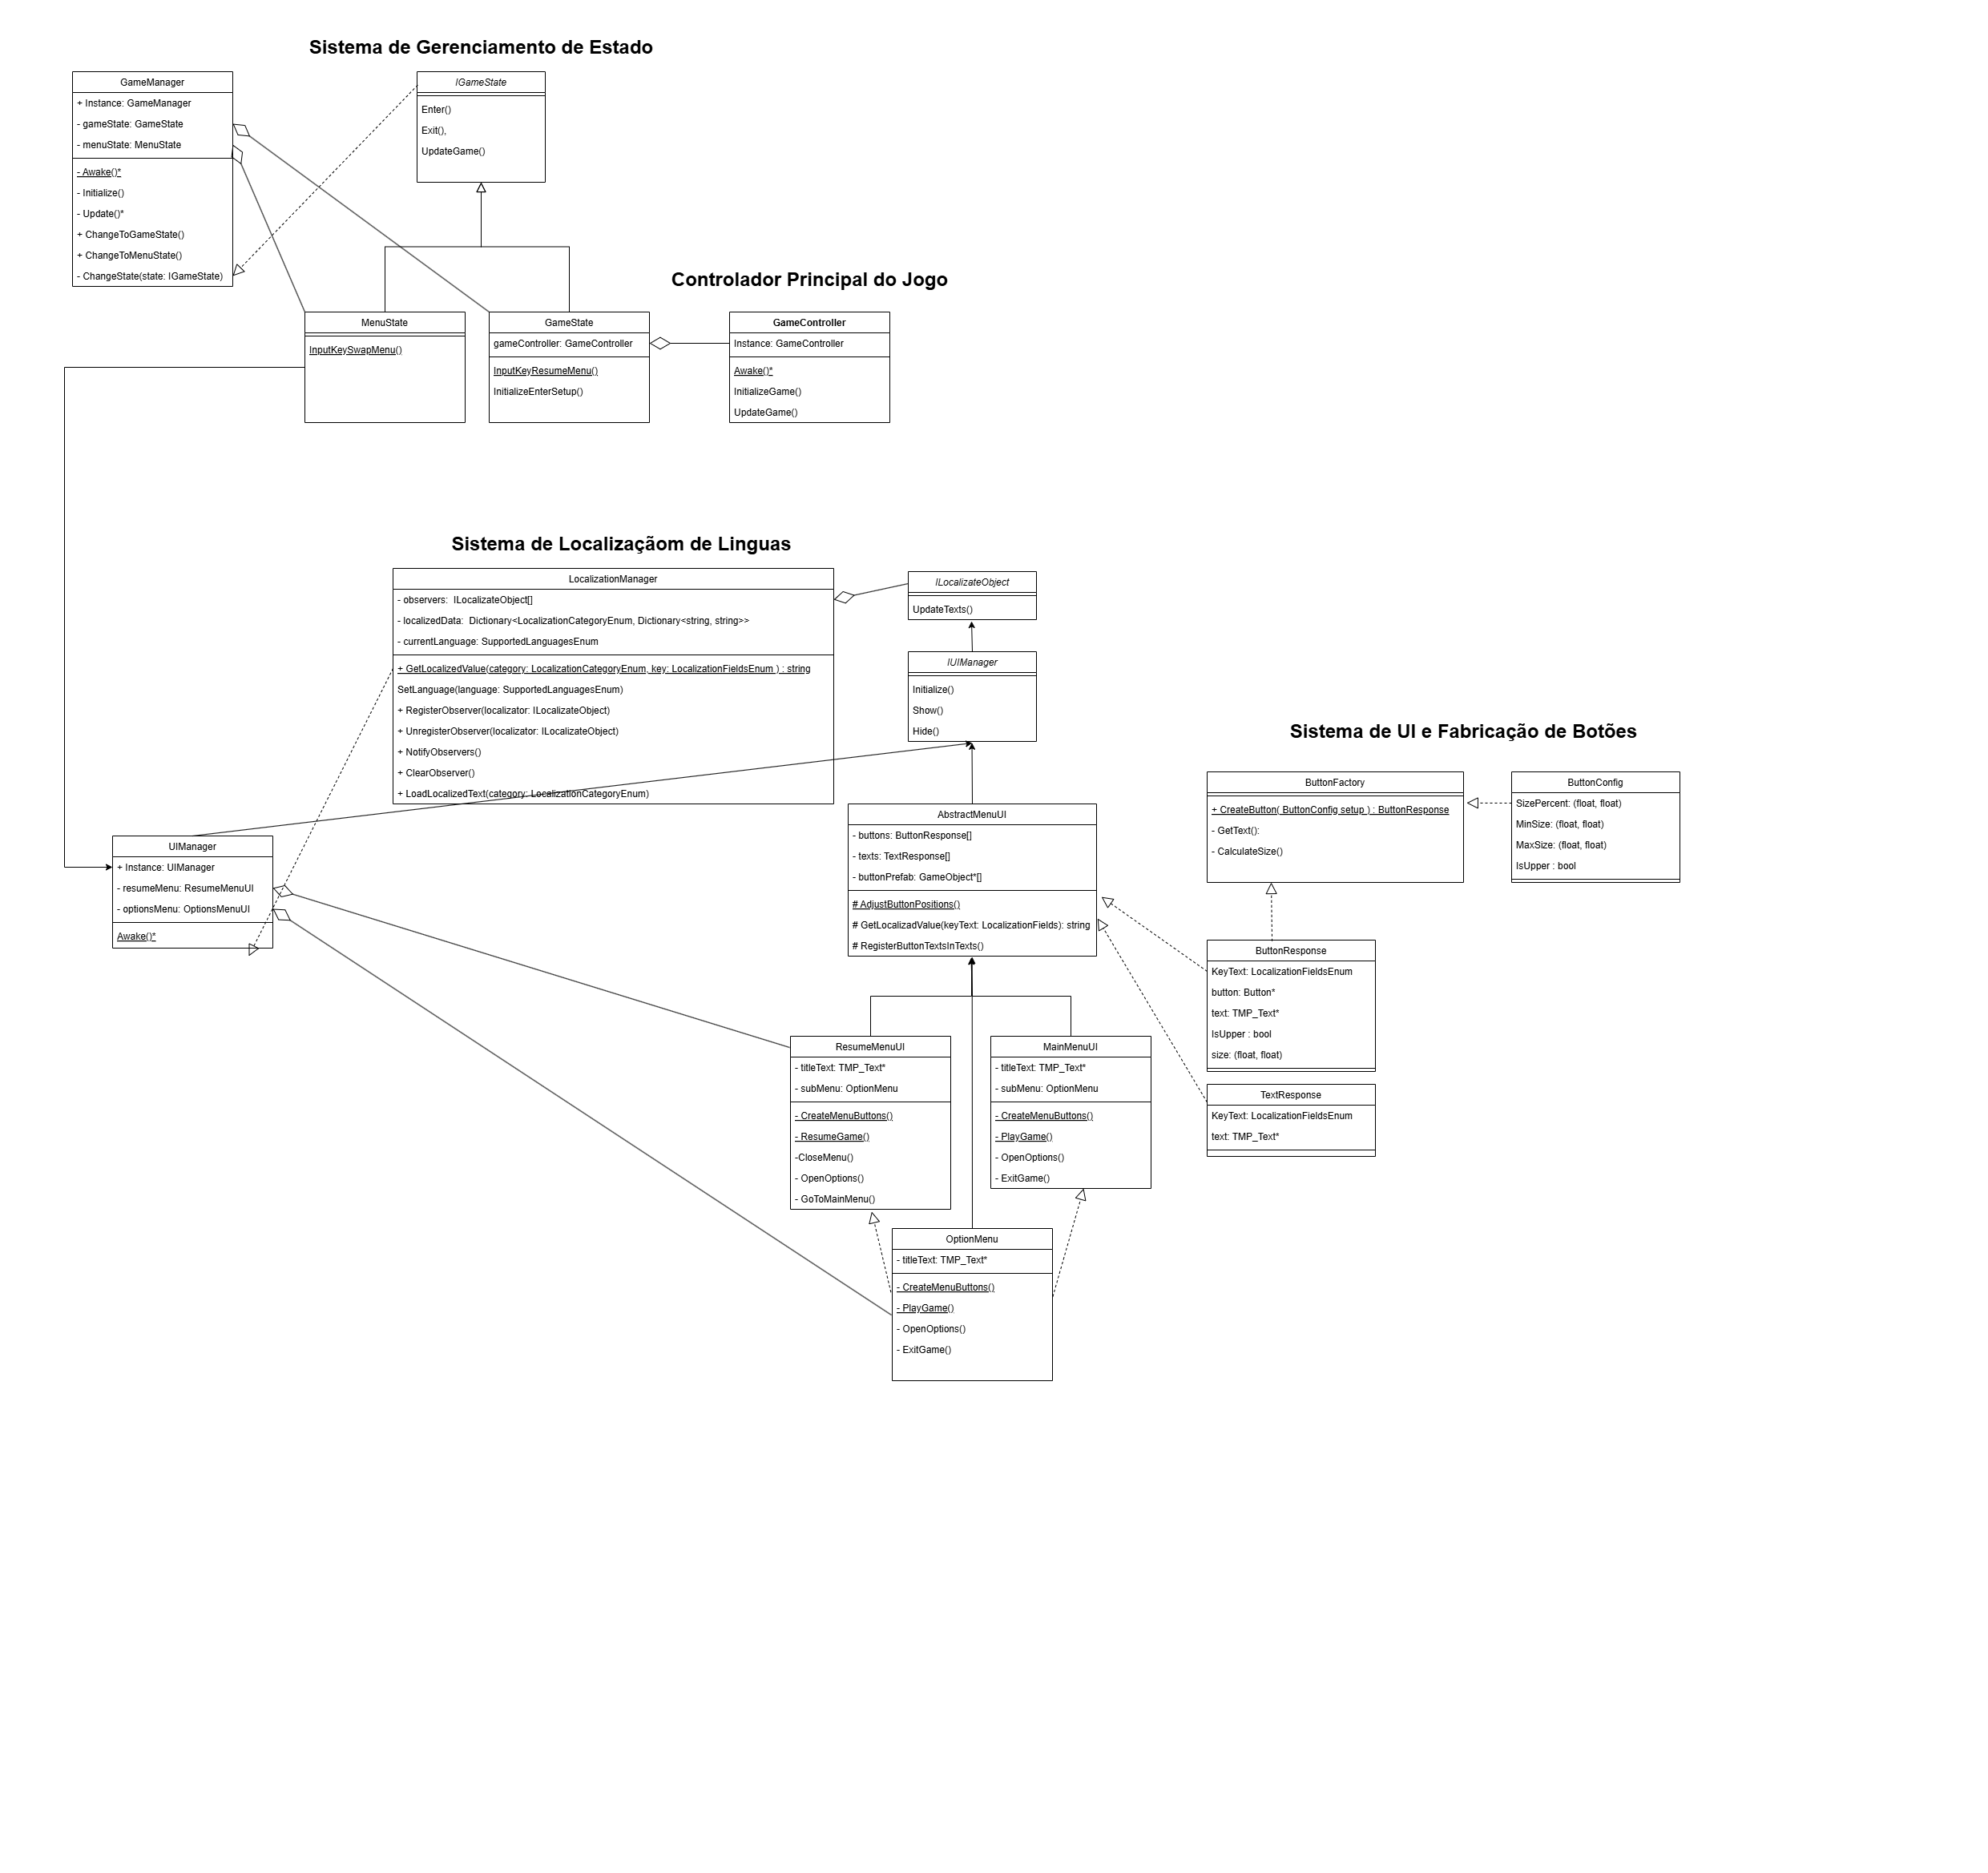 Sistema de Gerenciamento de Estado
GameManager
+ Instance: GameManager
- gameState: GameState
- menuState: MenuState
- Awake()*
- Initialize()
- Update()*
+ ChangeToGameState()
+ ChangeToMenuState()
- ChangeState(state: IGameState)
IGameState
Enter()
Exit(),
UpdateGame()
Controlador Principal do Jogo
MenuState
InputKeySwapMenu()
GameState
gameController: GameController
InputKeyResumeMenu()
InitializeEnterSetup()
GameController
Instance: GameController
Awake()*
InitializeGame()
UpdateGame()
Sistema de Localizaçãom de Linguas
LocalizationManager
- observers:  ILocalizateObject[]
- localizedData:  Dictionary<LocalizationCategoryEnum, Dictionary<string, string>>
- currentLanguage: SupportedLanguagesEnum
+ GetLocalizedValue(category: LocalizationCategoryEnum, key: LocalizationFieldsEnum ) : string
SetLanguage(language: SupportedLanguagesEnum)
+ RegisterObserver(localizator: ILocalizateObject)
+ UnregisterObserver(localizator: ILocalizateObject)
+ NotifyObservers()
+ ClearObserver()
+ LoadLocalizedText(category: LocalizationCategoryEnum)
ILocalizateObject
UpdateTexts()
IUIManager
Initialize()
Show()
Hide()
Sistema de UI e Fabricação de Botões
ButtonFactory
+ CreateButton( ButtonConfig setup ) : ButtonResponse
- GetText():
- CalculateSize()
ButtonConfig
SizePercent: (float, float)
MinSize: (float, float)
MaxSize: (float, float)
IsUpper : bool
AbstractMenuUI
- buttons: ButtonResponse[]
- texts: TextResponse[]
- buttonPrefab: GameObject*[]
# AdjustButtonPositions()
# GetLocalizadValue(keyText: LocalizationFields): string
# RegisterButtonTextsInTexts()
UIManager
+ Instance: UIManager
- resumeMenu: ResumeMenuUI
- optionsMenu: OptionsMenuUI
Awake()*
ButtonResponse
KeyText: LocalizationFieldsEnum
button: Button*
text: TMP_Text*
IsUpper : bool
size: (float, float)
TextResponse
KeyText: LocalizationFieldsEnum
text: TMP_Text*
ResumeMenuUI
- titleText: TMP_Text*
- subMenu: OptionMenu
- CreateMenuButtons()
- ResumeGame()
-CloseMenu()
- OpenOptions()
- GoToMainMenu()
MainMenuUI
- titleText: TMP_Text*
- subMenu: OptionMenu
- CreateMenuButtons()
- PlayGame()
- OpenOptions()
- ExitGame()
OptionMenu
- titleText: TMP_Text*
- CreateMenuButtons()
- PlayGame()
- OpenOptions()
- ExitGame()